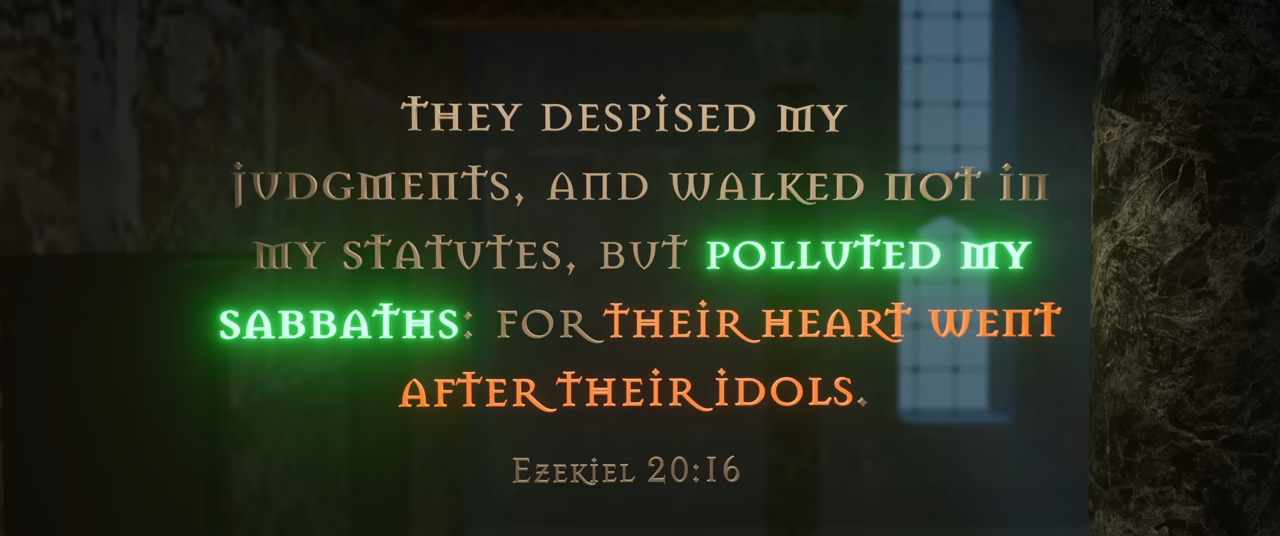 THEY DESPISED MY
JUDGMENTS, AND WALKED NOT IN
MY STATUTES, BUT POLLUTED MY
SABBATHS: FOR THEIR HEART WENT
AFTER THEIR IDOLS.
EZEKIEL 20:16